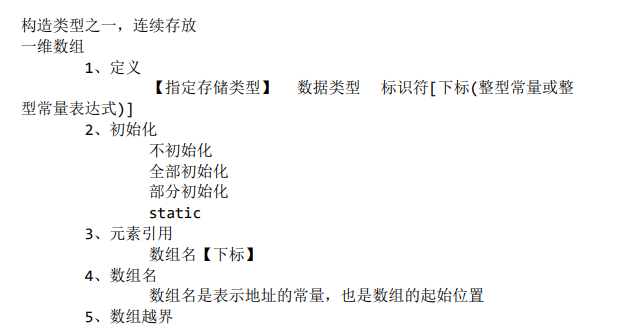 构造类型之一，连续存放
一维数组
1、定义
【指定存储类型】 数据类型 标识符[下标(整型常量或整
型常量表达式)]
2、初始化
不初始化
全部初始化
部分初始化
static
3、元素引用
数组名【下标】
4、数组名
数组名是表示地址的常量，也是数组的起始位置
5、数组越界